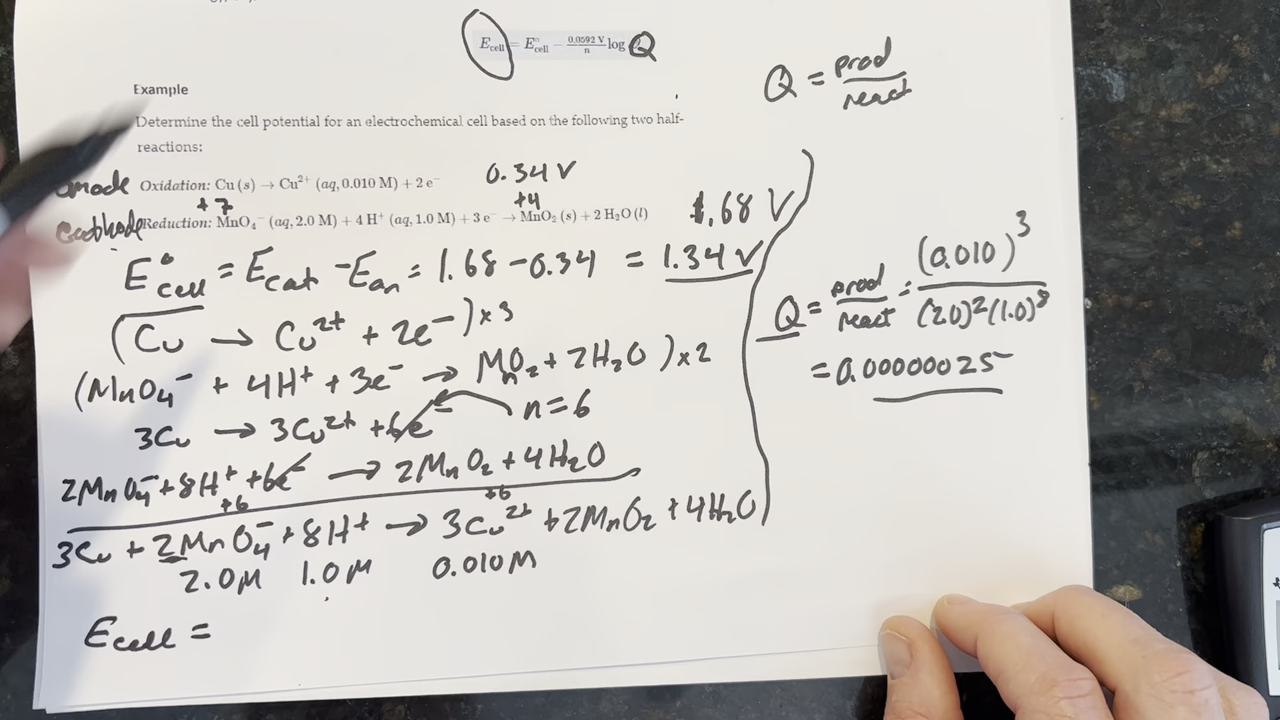 E_cell = E°_cell − 0.0592 V/n log Q
Q = prod/react
Example
Determine the cell potential for an electrochemical cell based on the following two half-
reactions:
0.34 V
anode Oxidation: Cu (s) → Cu²⁺ (aq, 0.010 M) + 2 e⁻
+7 +4
Cathode Reduction: MnO₄⁻ (aq, 2.0 M) + 4 H⁺ (aq, 1.0 M) + 3 e⁻ → MnO₂ (s) + 2 H₂O (l) 1.68 V
E°cell = Ecat − Ean = 1.68 − 0.34 = 1.34 V
(Cu → Cu²⁺ + 2e⁻) x 3
(MnO₄⁻ + 4H⁺ + 3e⁻ → MnO₂ + 2H₂O) x 2
3Cu → 3Cu²⁺ + 6e⁻ n = 6
2MnO₄⁻ + 8H⁺ + 6e⁻ → 2MnO₂ + 4H₂O
+6 +6
3Cu + 2MnO₄⁻ + 8H⁺ → 3Cu²⁺ + 2MnO₂ + 4H₂O
2.0M 1.0M 0.010M
Ecell =
Q = prod/react = (0.010)³/(2.0)²(1.0)⁸
= 0.00000025